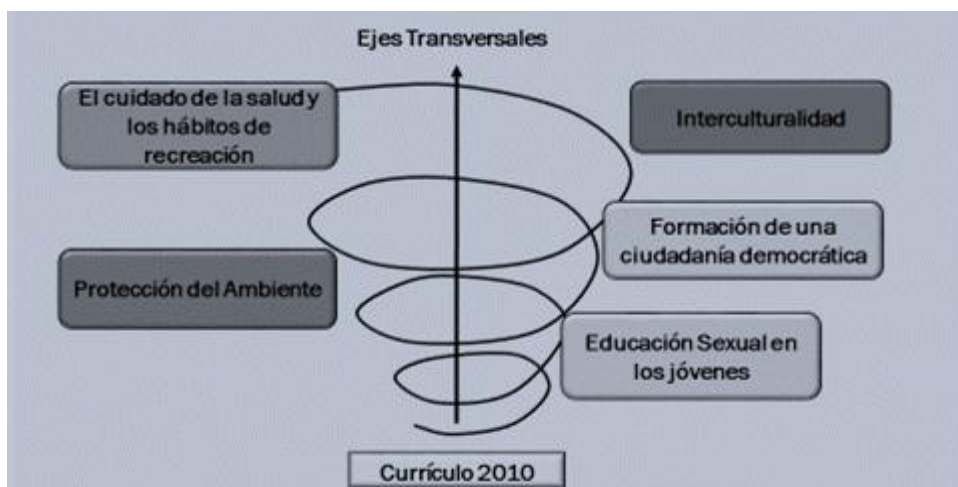 Ejes Transversales
El cuidado de la salud y
los hábitos de
recreación
Interculturalidad
Formación de una
ciudadanía democrática
Protección del Ambiente
Educación Sexual en
los jóvenes
Currículo 2010